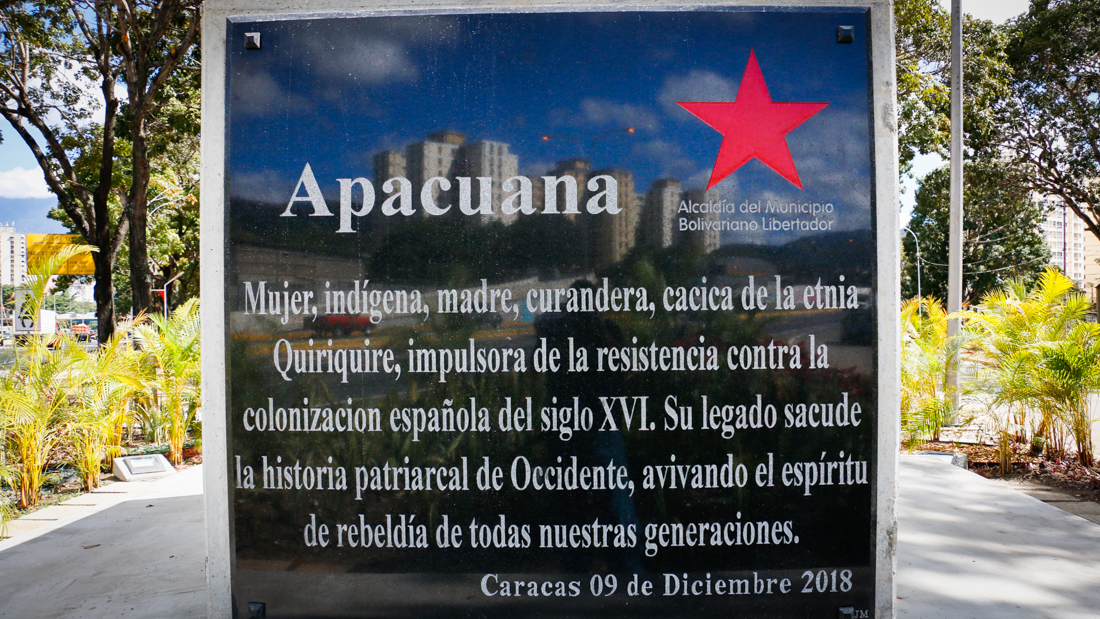 Apacuana
Alcaldía del Municipio
Bolivariano Libertador
Mujer, indígena, madre, curandera, cacica de la etnia
Quiriquire, impulsora de la resistencia contra la
colonizacion española del siglo XVI. Su legado sacude
la historia patriarcal de Occidente, avivando el espíritu
de rebeldía de todas nuestras generaciones.
Caracas 09 de Diciembre 2018
JM